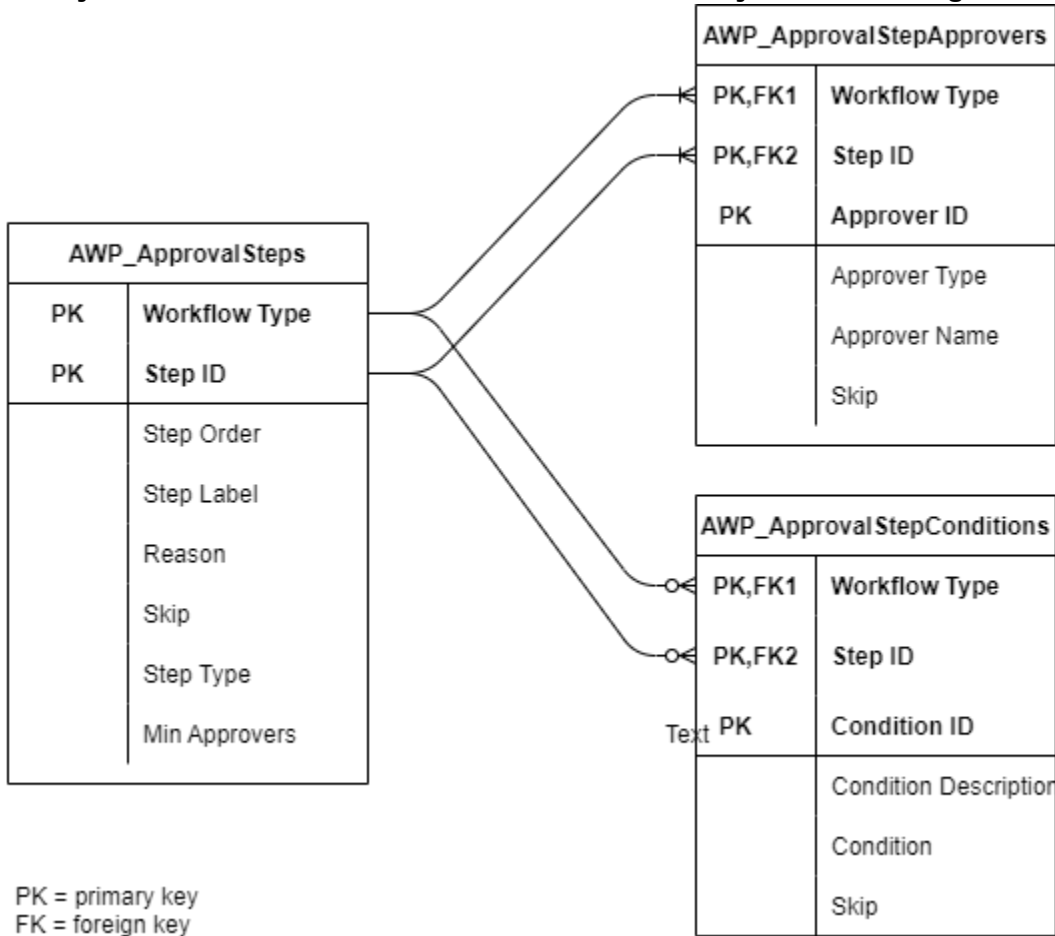 AWP_ApprovalStepApprovers
PK,FK1 Workflow Type
PK,FK2 Step ID
PK Approver ID
Approver Type
Approver Name
Skip
AWP_ApprovalSteps
PK Workflow Type
PK Step ID
Step Order
Step Label
Reason
Skip
Step Type
Min Approvers
AWP_ApprovalStepConditions
PK,FK1 Workflow Type
PK,FK2 Step ID
Text PK Condition ID
Condition Description
Condition
Skip
PK = primary key
FK = foreign key